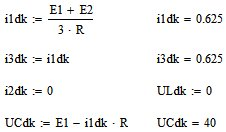 i1dk := (E1 + E2) / (3 · R) i1dk = 0.625
i3dk := i1dk i3dk = 0.625
i2dk := 0 ULdk := 0
UCdk := E1 − i1dk · R UCdk = 40